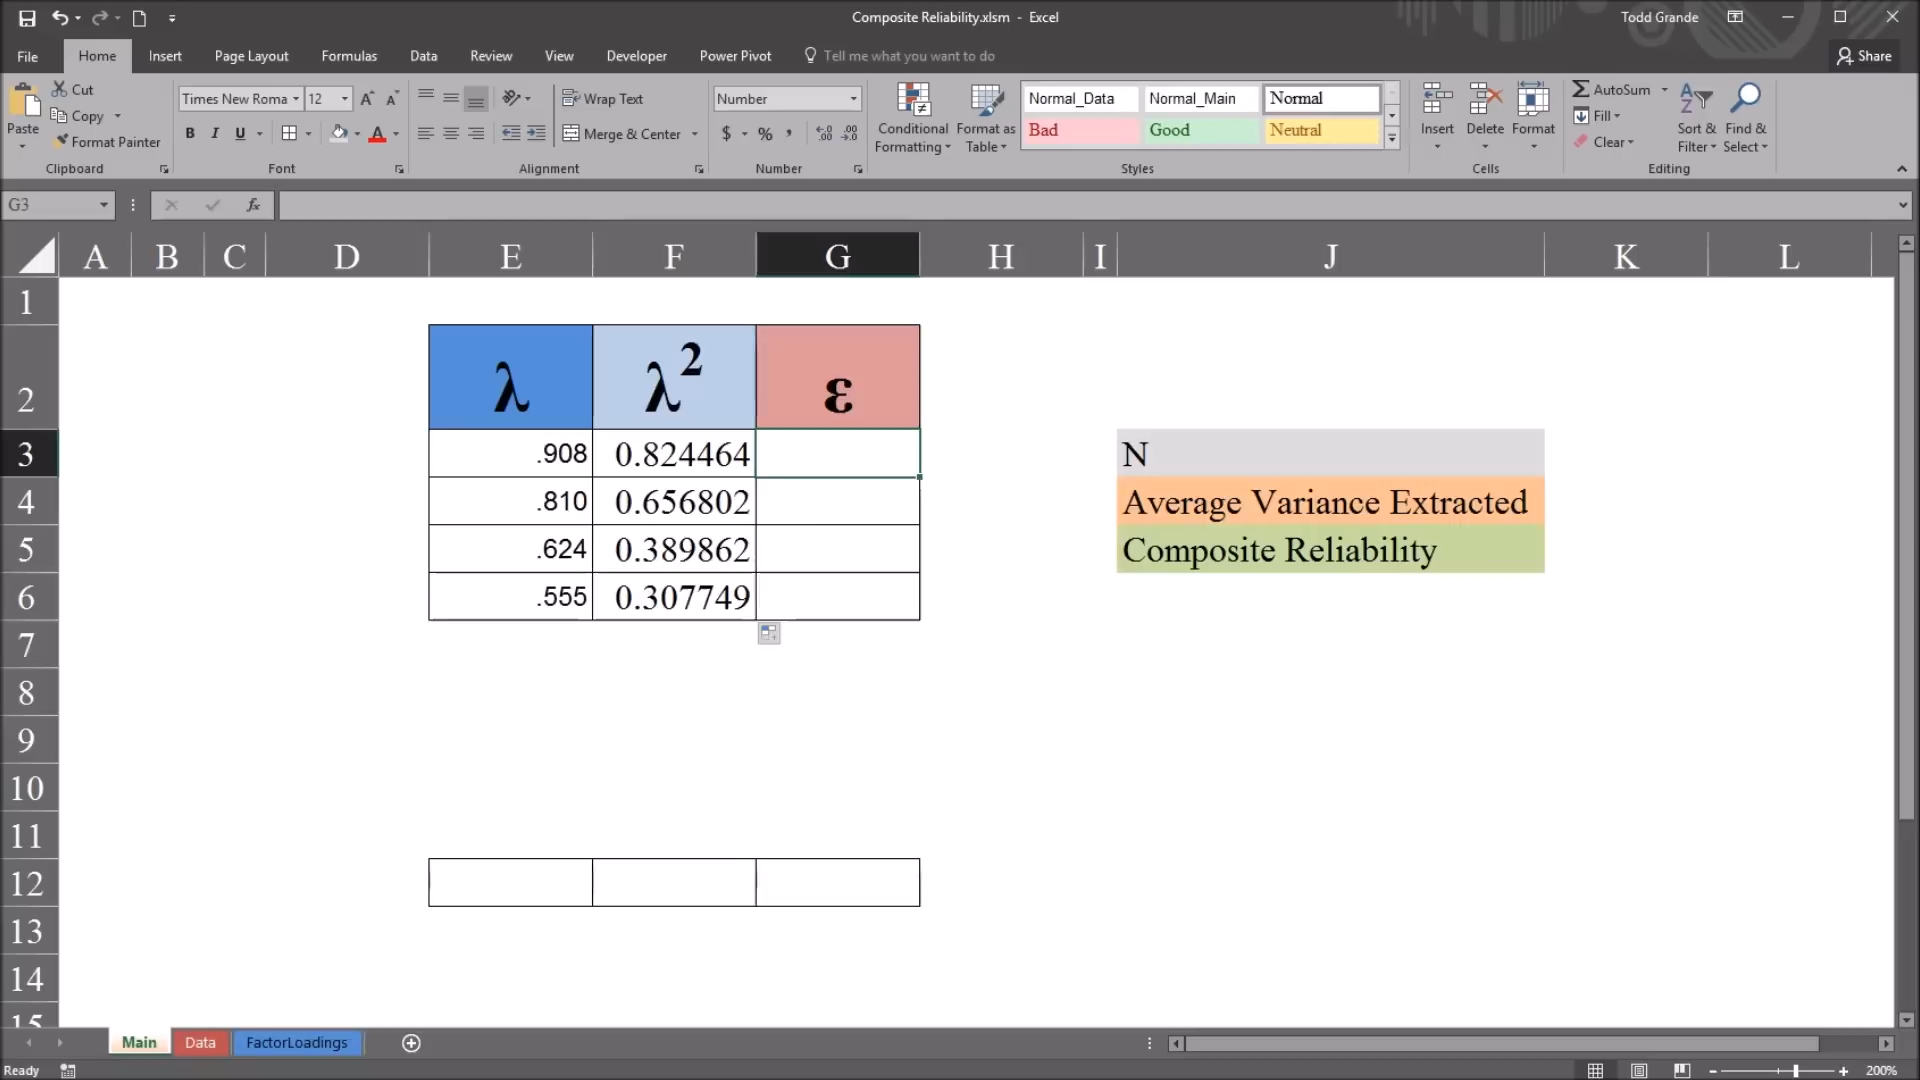 Composite Reliability.xlsm - Excel
Todd Grande
File Home Insert Page Layout Formulas Data Review View Developer Power Pivot Tell me what you want to do Share
Paste
Cut
Copy
Format Painter
Clipboard
Times New Roma 12
B I U
Font
Wrap Text
Merge & Center
Alignment
Number
$ % ,
Number
Conditional Formatting
Format as Table
Normal_Data Normal_Main Normal
Bad Good Neutral
Styles
Insert Delete Format
Cells
AutoSum
Fill
Clear
Sort & Filter
Find & Select
Editing
G3 fx
A B C D E F G H I J K L
1
2 λ λ² ε
3 .908 0.824464 N
4 .810 0.656802 Average Variance Extracted
5 .624 0.389862 Composite Reliability
6 .555 0.307749
7
8
9
10
11
12
13
14
15
Main Data FactorLoadings
Ready 200%